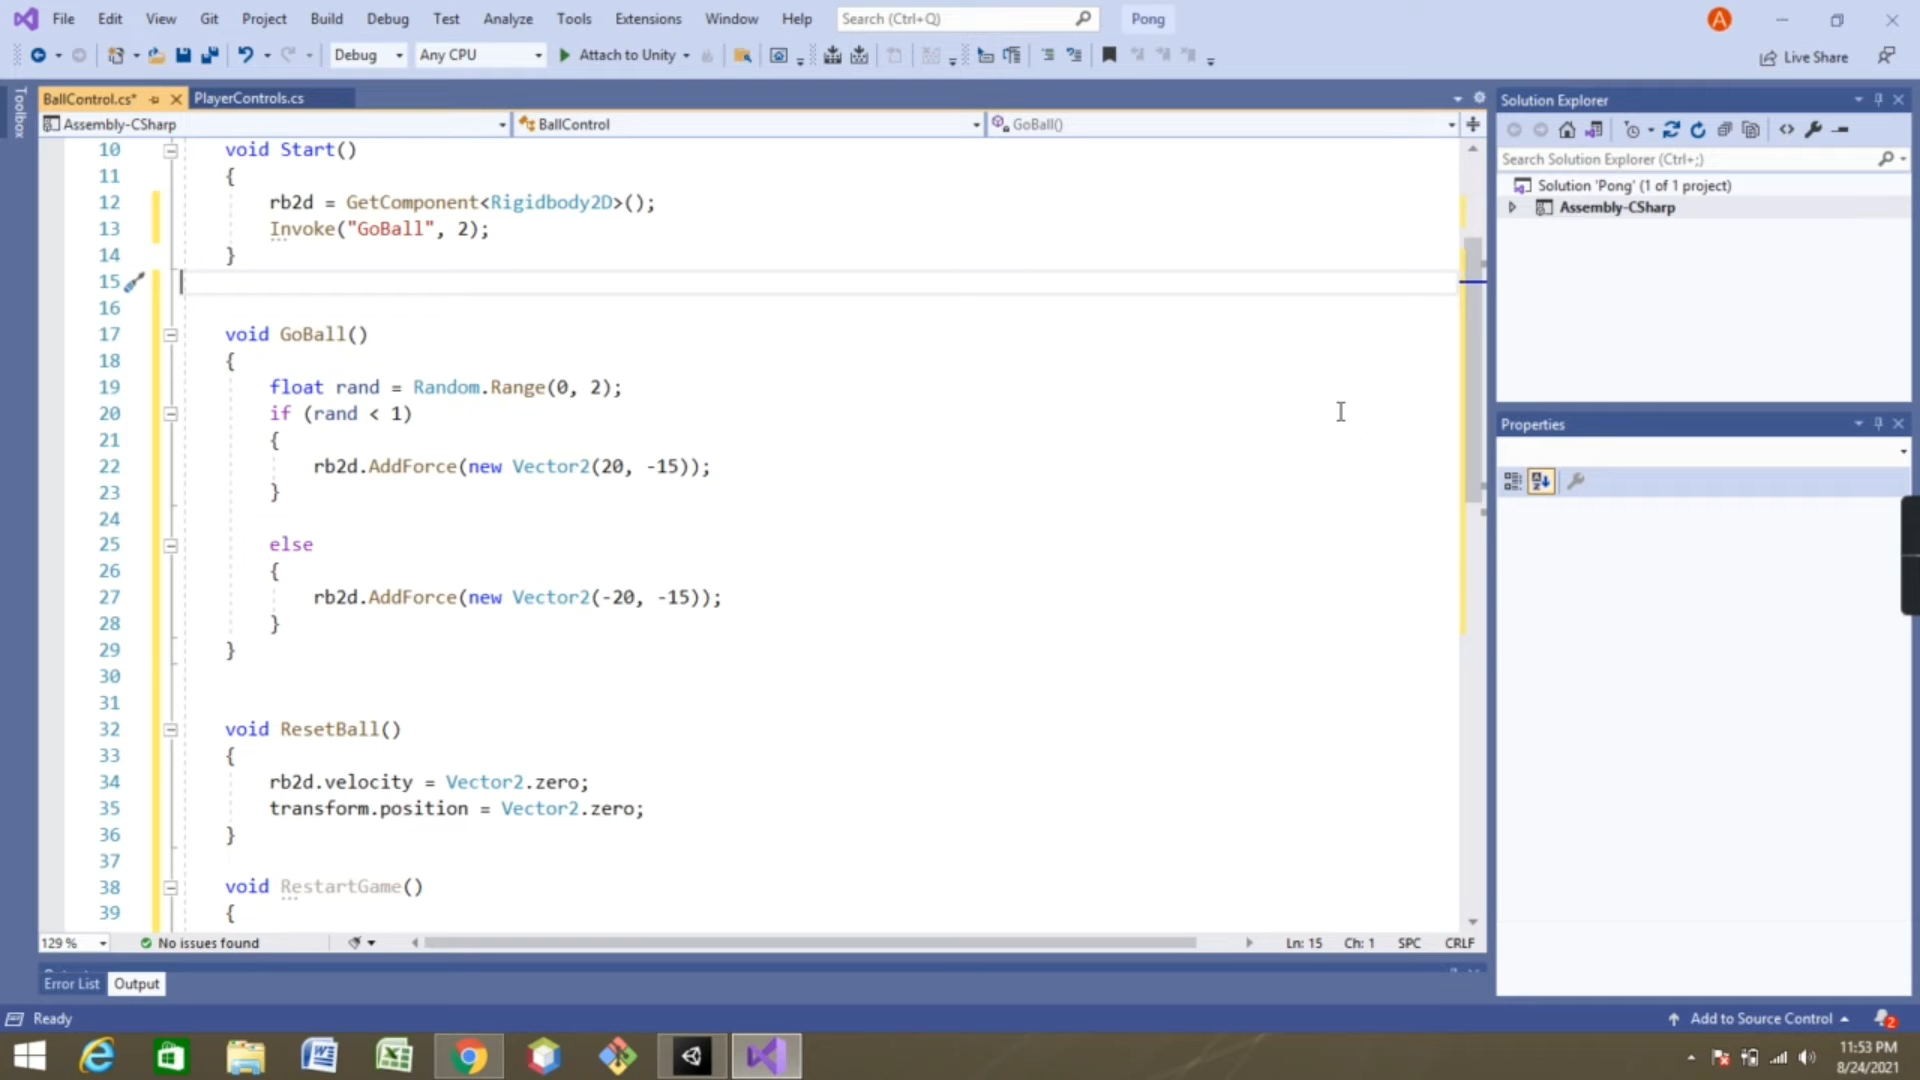 File Edit View Git Project Build Debug Test Analyze Tools Extensions Window Help Search (Ctrl+Q) Pong A
Debug Any CPU Attach to Unity Live Share
Toolbox
BallControl.cs* PlayerControls.cs
Assembly-CSharp BallControl GoBall()
10 void Start()
11 {
12 rb2d = GetComponent<Rigidbody2D>();
13 Invoke("GoBall", 2);
14 }
15
16
17 void GoBall()
18 {
19 float rand = Random.Range(0, 2);
20 if (rand < 1)
21 {
22 rb2d.AddForce(new Vector2(20, -15));
23 }
24
25 else
26 {
27 rb2d.AddForce(new Vector2(-20, -15));
28 }
29 }
30
31
32 void ResetBall()
33 {
34 rb2d.velocity = Vector2.zero;
35 transform.position = Vector2.zero;
36 }
37
38 void RestartGame()
39 {
129 % No issues found Ln: 15 Ch: 1 SPC CRLF
Error List Output
Solution Explorer
Search Solution Explorer (Ctrl+;)
Solution 'Pong' (1 of 1 project)
Assembly-CSharp
Properties
Ready Add to Source Control 2
11:53 PM
8/24/2021